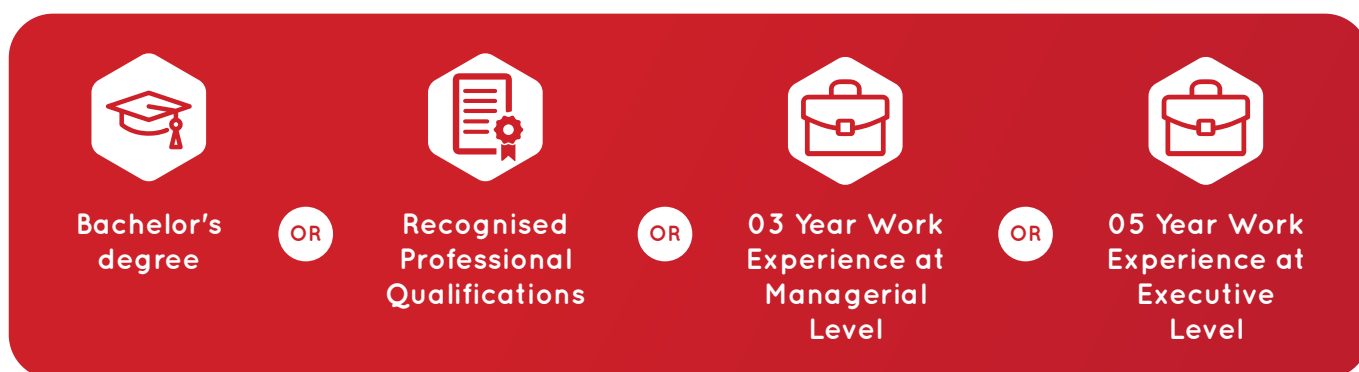 Bachelor's
degree
OR
Recognised
Professional
Qualifications
OR
03 Year Work
Experience at
Managerial
Level
OR
05 Year Work
Experience at
Executive
Level